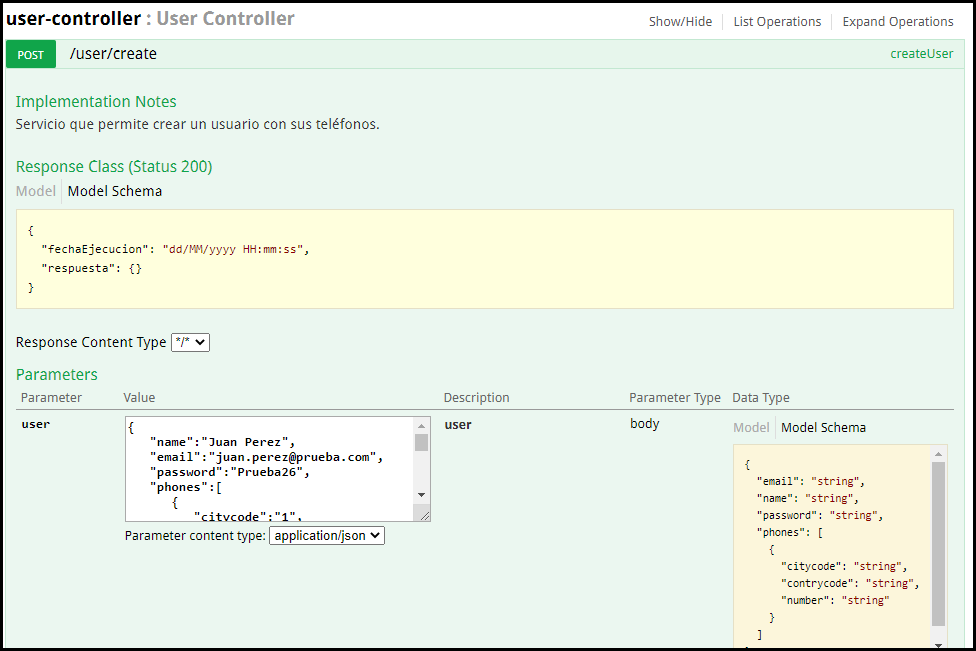 user-controller : User Controller
Show/Hide
List Operations
Expand Operations
POST
/user/create
createUser
Implementation Notes
Servicio que permite crear un usuario con sus teléfonos.
Response Class (Status 200)
Model
Model Schema
{
"fechaEjecucion": "dd/MM/yyyy HH:mm:ss",
"respuesta": {}
}
Response Content Type */*
Parameters
Parameter
Value
Description
Parameter Type
Data Type
user
{
"name":"Juan Perez",
"email":"juan.perez@prueba.com",
"password":"Prueba26",
"phones":[
{
"citycode":"1",
Parameter content type: application/json
user
body
Model
Model Schema
{
"email": "string",
"name": "string",
"password": "string",
"phones": [
{
"citycode": "string",
"contrycode": "string",
"number": "string"
}
]